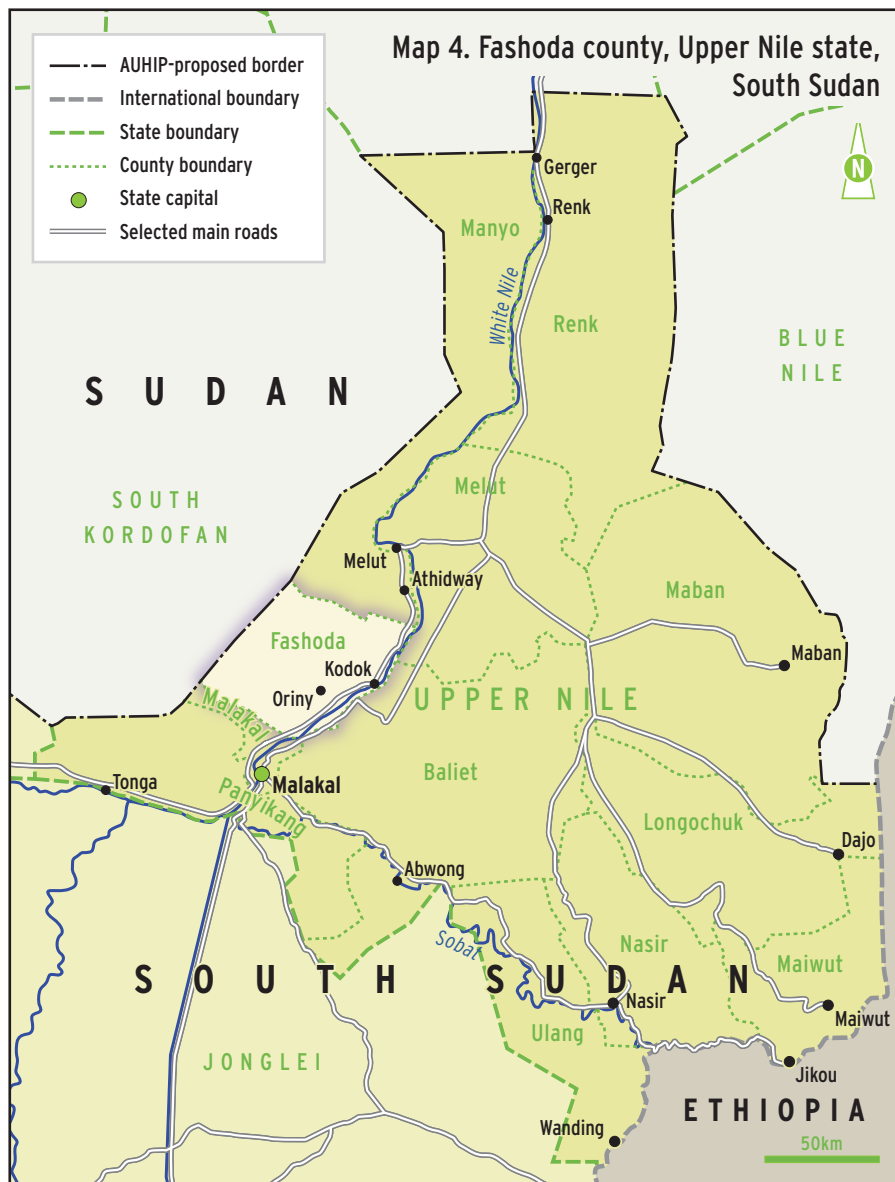 Map 4. Fashoda county, Upper Nile state,
South Sudan
AUHIP-proposed border
International boundary
State boundary
County boundary
State capital
Selected main roads
N
Gerger
Renk
Manyo
White Nile
Renk
BLUE
NILE
SUDAN
SOUTH
KORDOFAN
Melut
Melut
Athidway
Maban
Maban
Fashoda
Kodok
Oriny
UPPER NILE
Malakal
Malakal
Baliet
Tonga
Panyikang
Longochuk
Dajo
Abwong
Sobat
Nasir
Maiwut
SOUTH SUDAN
Nasir
Maiwut
Ulang
JONGLEI
Jikou
ETHIOPIA
Wanding
50km